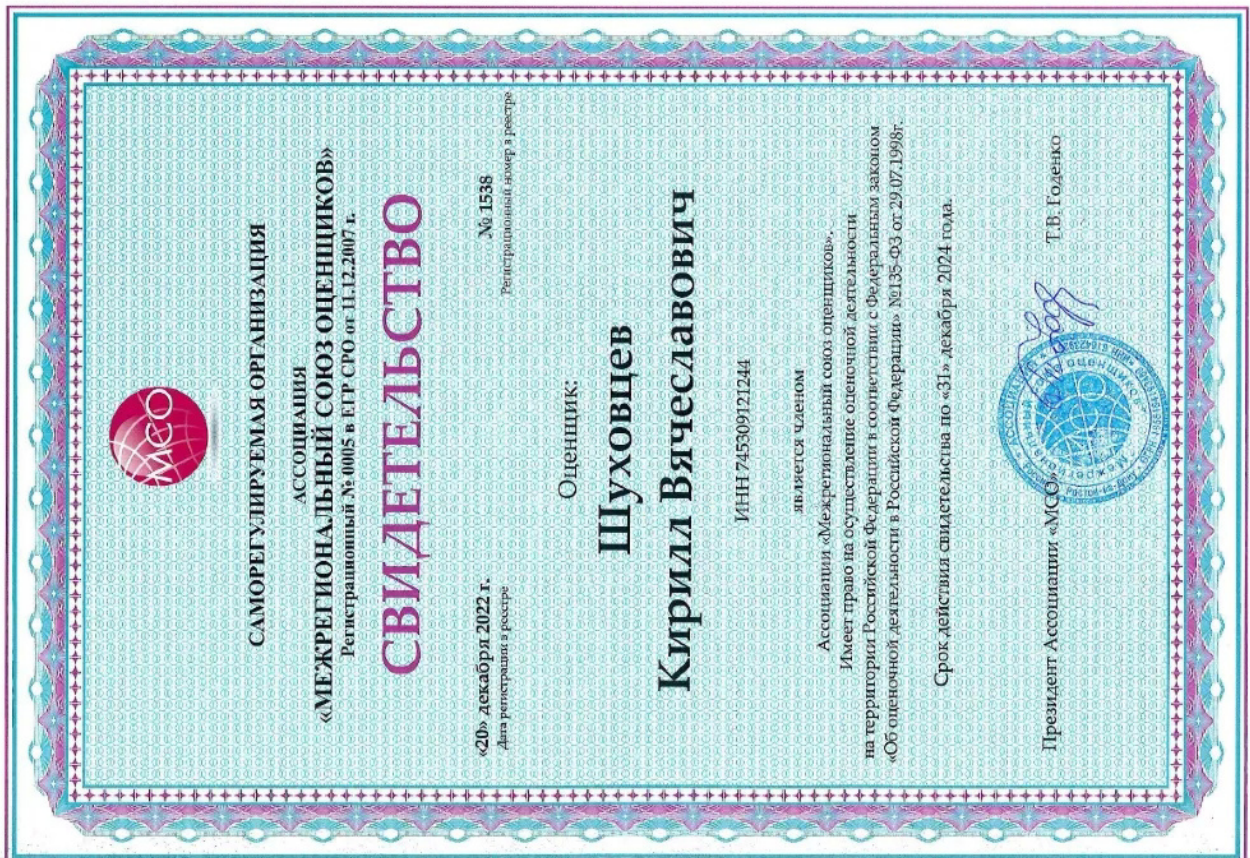 МСО
САМОРЕГУЛИРУЕМАЯ ОРГАНИЗАЦИЯ
АССОЦИАЦИЯ
«МЕЖРЕГИОНАЛЬНЫЙ СОЮЗ ОЦЕНЩИКОВ»
Регистрационный № 0005 в ЕГР СРО от 11.12.2007 г.
СВИДЕТЕЛЬСТВО
«20» декабря 2022 г. № 1538
Дата регистрации в реестре Регистрационный номер в реестре
Оценщик:
Шуховцев
Кирилл Вячеславович
ИНН 745309121244
является членом
Ассоциации «Межрегиональный союз оценщиков».
Имеет право на осуществление оценочной деятельности
на территории Российской Федерации в соответствии с Федеральным законом
«Об оценочной деятельности в Российской Федерации» №135-ФЗ от 29.07.1998г.
Срок действия свидетельства по «31» декабря 2024 года.
Президент Ассоциации «МСО» Т.В. Годенко